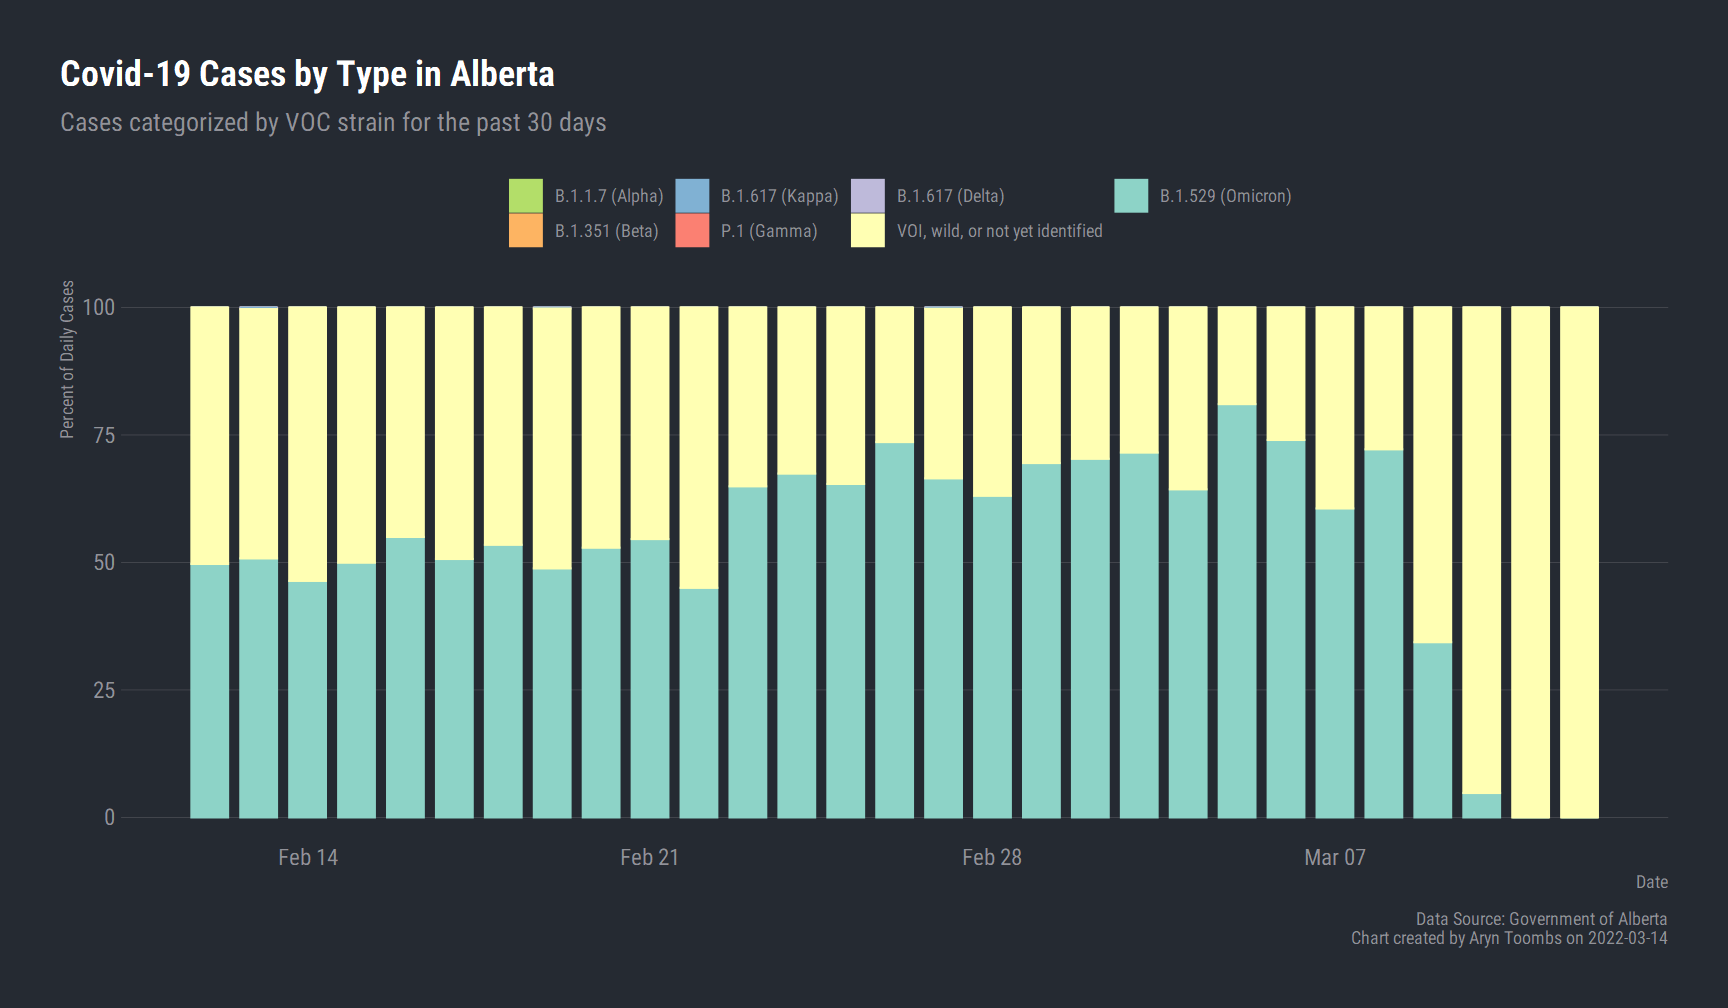 Covid-19 Cases by Type in Alberta
Cases categorized by VOC strain for the past 30 days
B.1.1.7 (Alpha) B.1.617 (Kappa) B.1.617 (Delta) B.1.529 (Omicron)
B.1.351 (Beta) P.1 (Gamma) VOI, wild, or not yet identified
Percent of Daily Cases
100
75
50
25
0
Feb 14 Feb 21 Feb 28 Mar 07
Date
Data Source: Government of Alberta
Chart created by Aryn Toombs on 2022-03-14